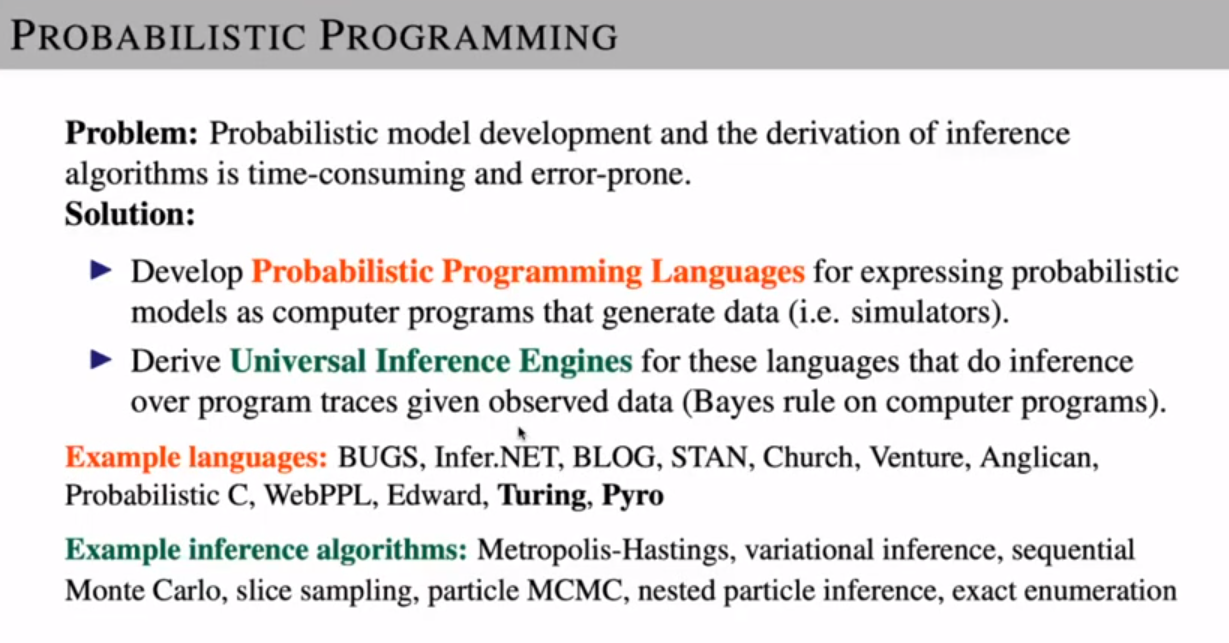 PROBABILISTIC PROGRAMMING
Problem: Probabilistic model development and the derivation of inference
algorithms is time-consuming and error-prone.
Solution:
► Develop Probabilistic Programming Languages for expressing probabilistic
models as computer programs that generate data (i.e. simulators).
► Derive Universal Inference Engines for these languages that do inference
over program traces given observed data (Bayes rule on computer programs).
Example languages: BUGS, Infer.NET, BLOG, STAN, Church, Venture, Anglican,
Probabilistic C, WebPPL, Edward, Turing, Pyro
Example inference algorithms: Metropolis-Hastings, variational inference, sequential
Monte Carlo, slice sampling, particle MCMC, nested particle inference, exact enumeration